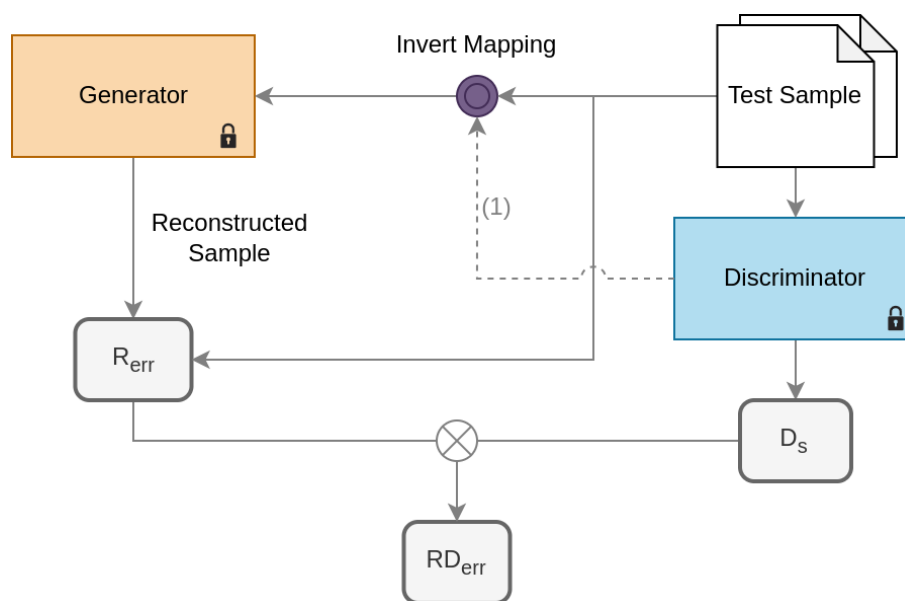 Invert Mapping
Generator
Test Sample
(1)
Reconstructed
Sample
Discriminator
Rerr
Ds
RDerr